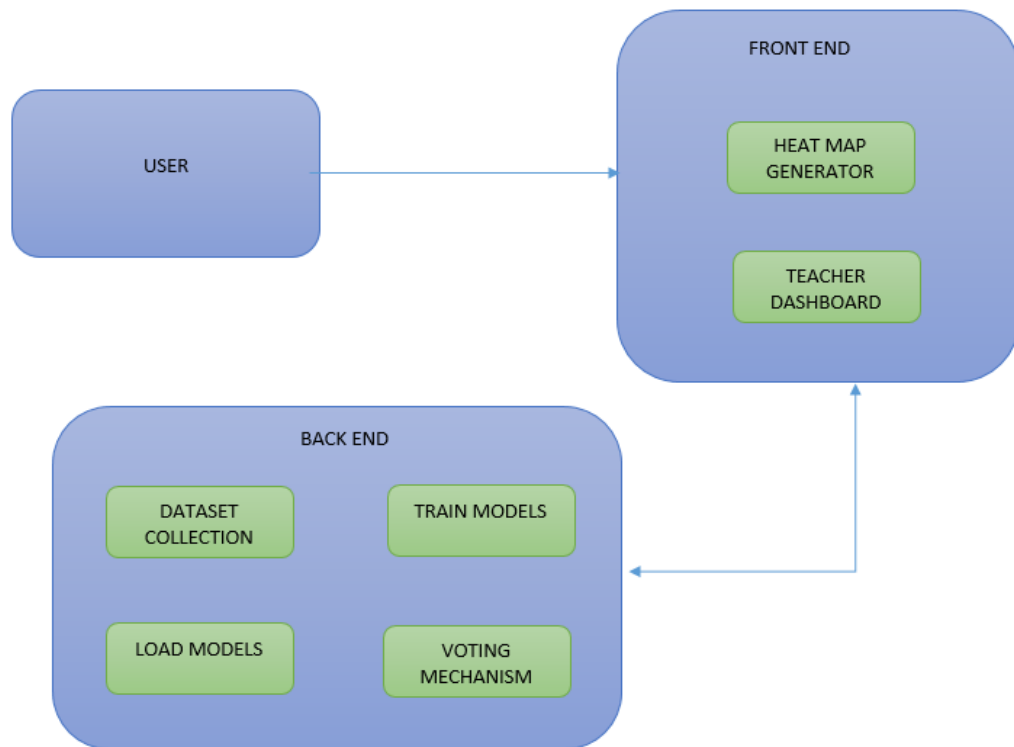 USER
FRONT END
HEAT MAP
GENERATOR
TEACHER
DASHBOARD
BACK END
DATASET
COLLECTION
TRAIN MODELS
LOAD MODELS
VOTING
MECHANISM